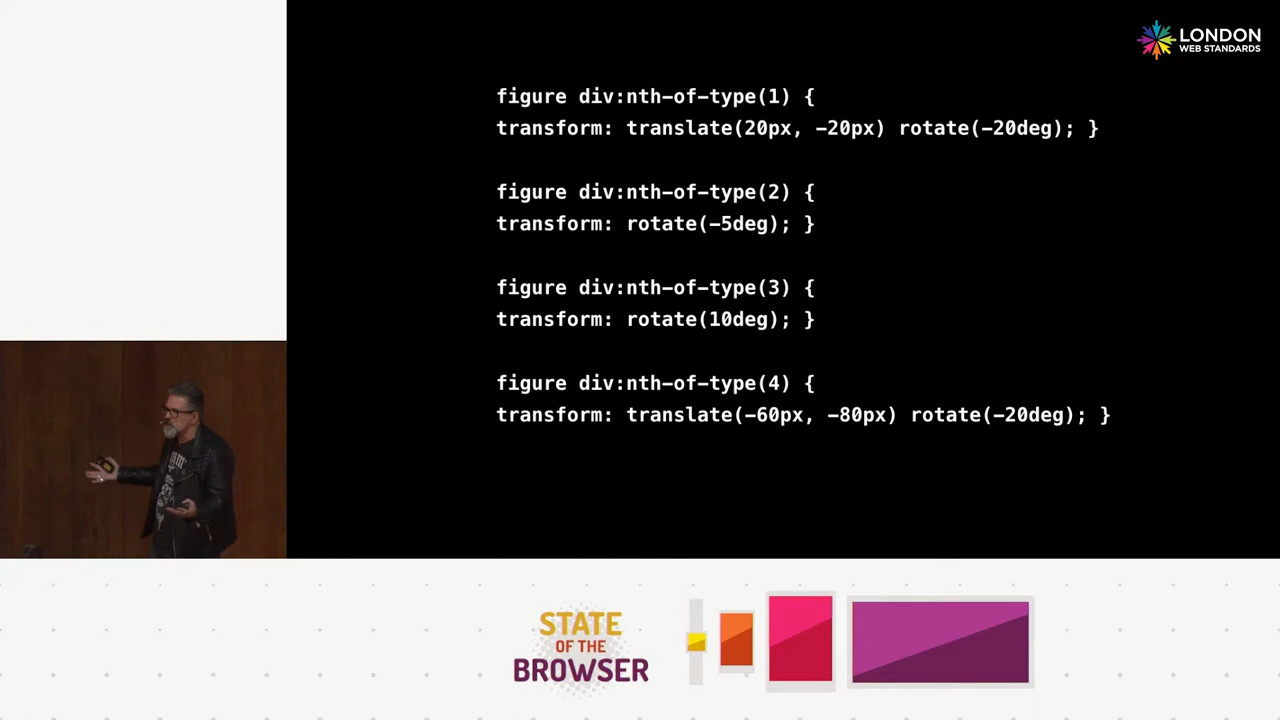 LONDON
WEB STANDARDS
figure div:nth-of-type(1) {
transform: translate(20px, -20px) rotate(-20deg); }
figure div:nth-of-type(2) {
transform: rotate(-5deg); }
figure div:nth-of-type(3) {
transform: rotate(10deg); }
figure div:nth-of-type(4) {
transform: translate(-60px, -80px) rotate(-20deg); }
STATE
OF THE
BROWSER